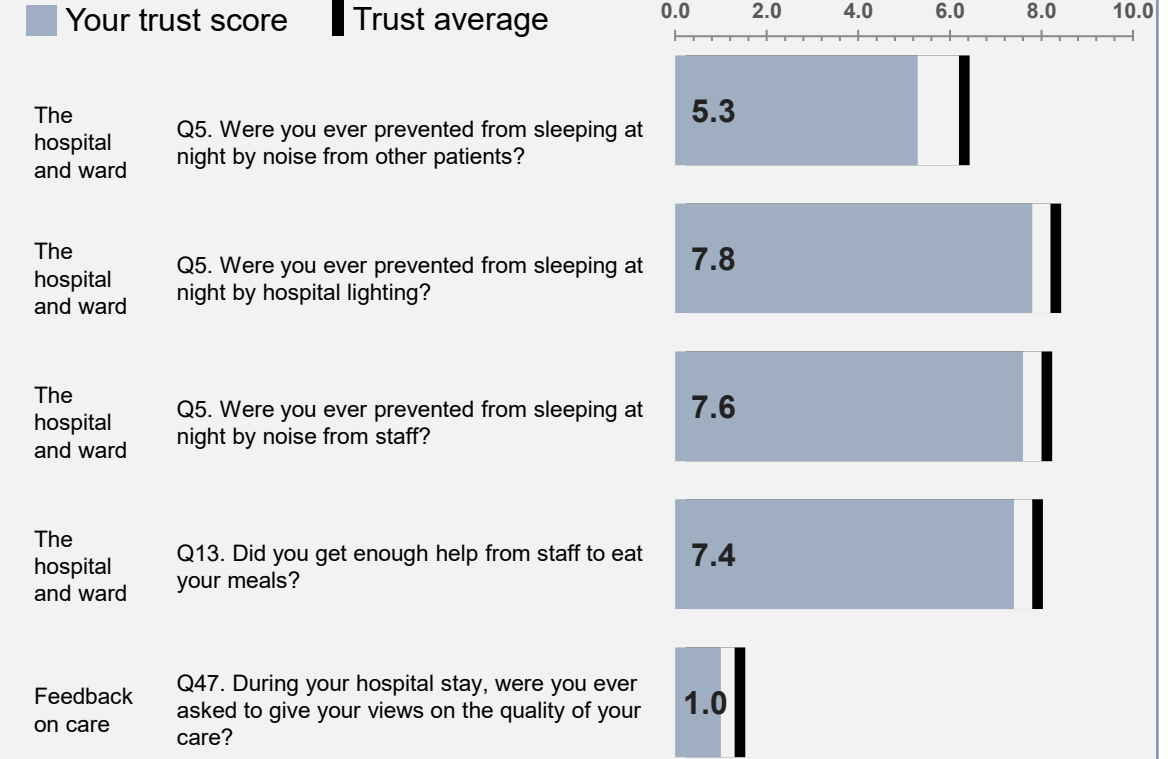 Your trust score
Trust average
0.0 2.0 4.0 6.0 8.0 10.0
The
hospital
and ward
Q5. Were you ever prevented from sleeping at
night by noise from other patients?
5.3
The
hospital
and ward
Q5. Were you ever prevented from sleeping at
night by hospital lighting?
7.8
The
hospital
and ward
Q5. Were you ever prevented from sleeping at
night by noise from staff?
7.6
The
hospital
and ward
Q13. Did you get enough help from staff to eat
your meals?
7.4
Feedback
on care
Q47. During your hospital stay, were you ever
asked to give your views on the quality of your
care?
1.0